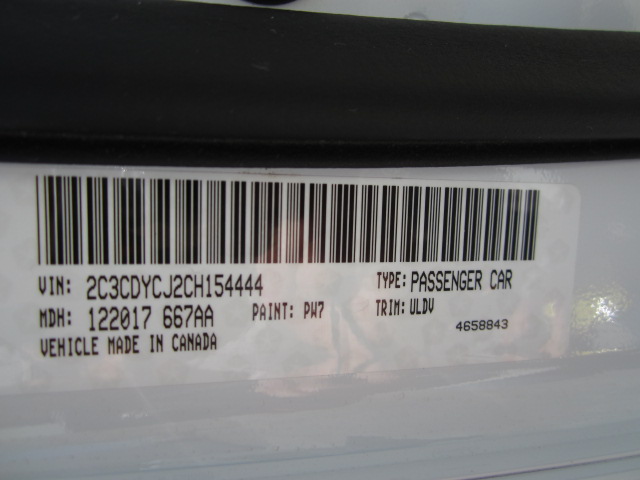 VIN: 2C3CDYCJ2CH154444 TYPE: PASSENGER CAR
MDH: 122017 667AA PAINT: PW7 TRIM: ULDV
VEHICLE MADE IN CANADA 4658843